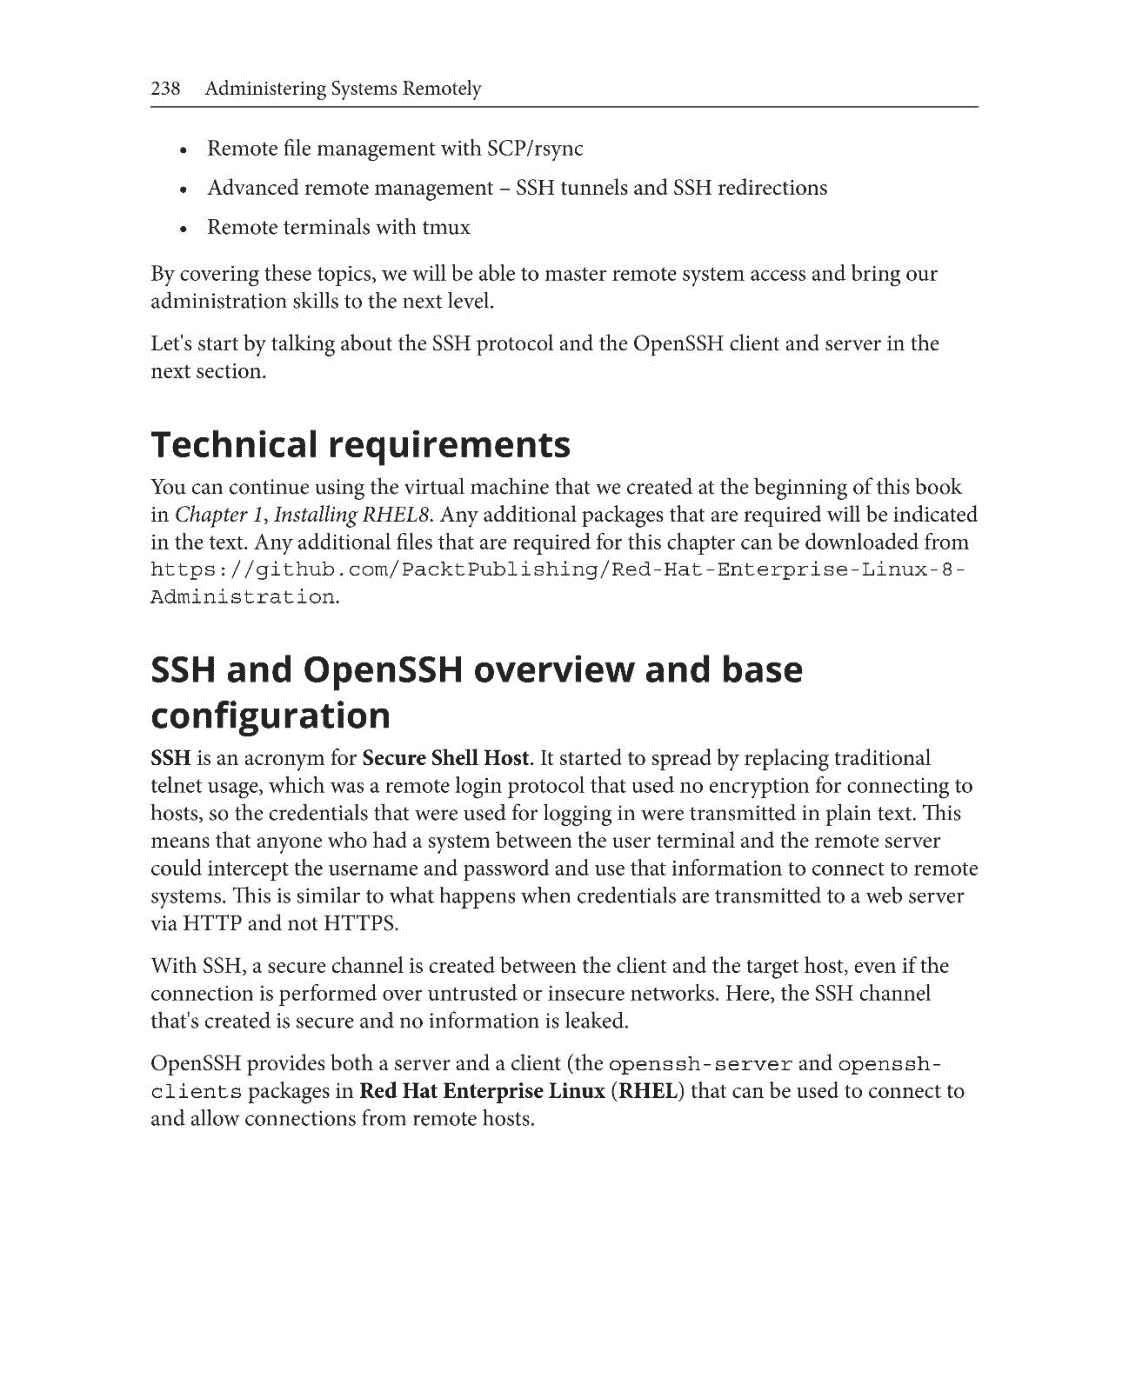 238 Administering Systems Remotely
• Remote file management with SCP/rsync
• Advanced remote management – SSH tunnels and SSH redirections
• Remote terminals with tmux
By covering these topics, we will be able to master remote system access and bring our
administration skills to the next level.
Let's start by talking about the SSH protocol and the OpenSSH client and server in the
next section.
Technical requirements
You can continue using the virtual machine that we created at the beginning of this book
in Chapter 1, Installing RHEL8. Any additional packages that are required will be indicated
in the text. Any additional files that are required for this chapter can be downloaded from
https://github.com/PacktPublishing/Red-Hat-Enterprise-Linux-8-
Administration.
SSH and OpenSSH overview and base
configuration
SSH is an acronym for Secure Shell Host. It started to spread by replacing traditional
telnet usage, which was a remote login protocol that used no encryption for connecting to
hosts, so the credentials that were used for logging in were transmitted in plain text. This
means that anyone who had a system between the user terminal and the remote server
could intercept the username and password and use that information to connect to remote
systems. This is similar to what happens when credentials are transmitted to a web server
via HTTP and not HTTPS.
With SSH, a secure channel is created between the client and the target host, even if the
connection is performed over untrusted or insecure networks. Here, the SSH channel
that's created is secure and no information is leaked.
OpenSSH provides both a server and a client (the openssh-server and openssh-
clients packages in Red Hat Enterprise Linux (RHEL) that can be used to connect to
and allow connections from remote hosts.